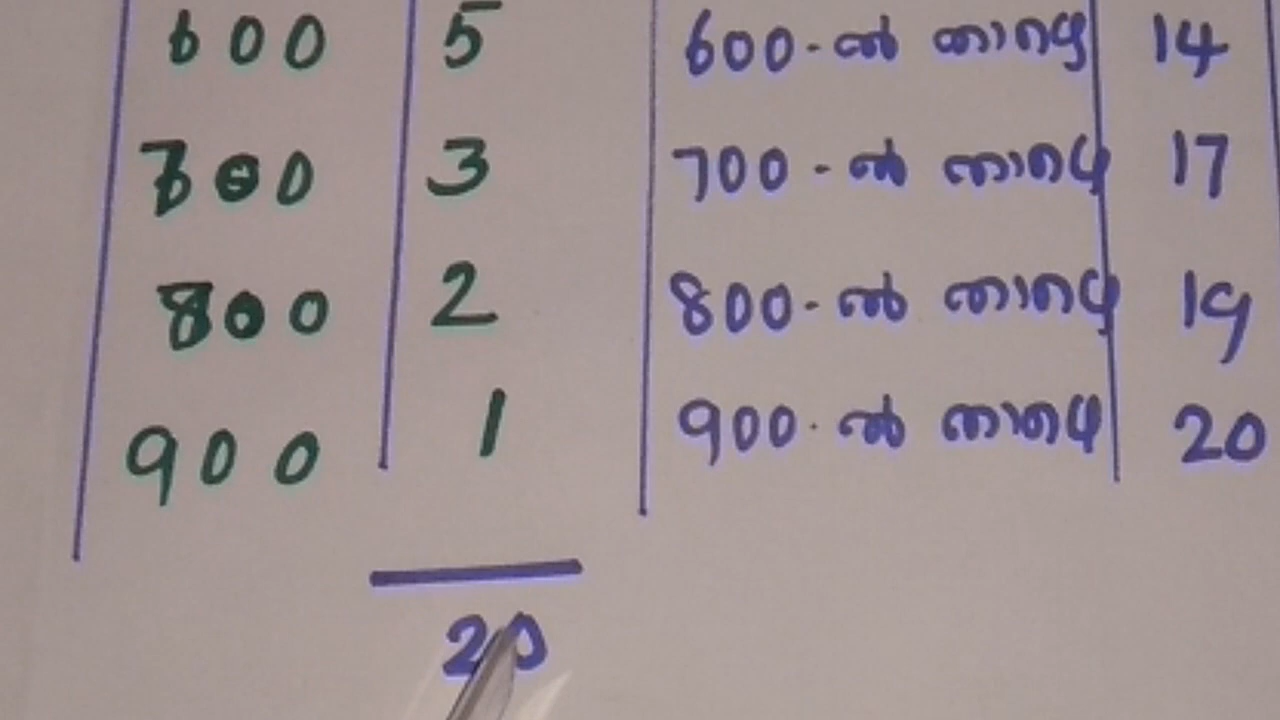 600 5 600-ൽ താഴെ 14
700 3 700-ൽ താഴെ 17
800 2 800-ൽ താഴെ 19
900 1 900-ൽ താഴെ 20
20